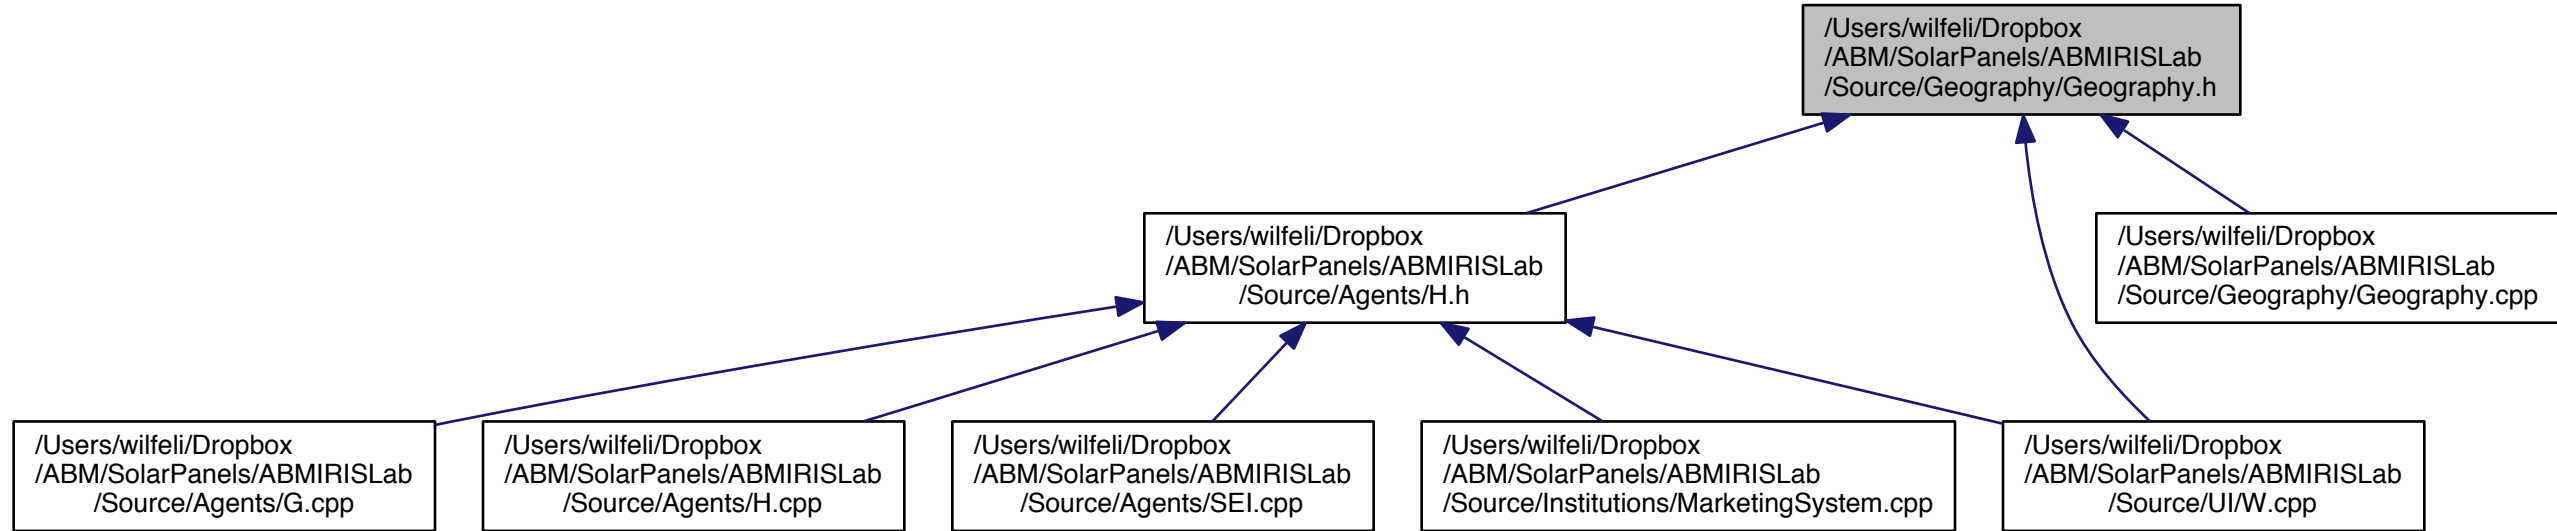 /Users/wilfeli/Dropbox
/ABM/SolarPanels/ABMIRISLab
/Source/Geography/Geography.h
/Users/wilfeli/Dropbox
/ABM/SolarPanels/ABMIRISLab
/Source/Agents/H.h
/Users/wilfeli/Dropbox
/ABM/SolarPanels/ABMIRISLab
/Source/Geography/Geography.cpp
/Users/wilfeli/Dropbox
/ABM/SolarPanels/ABMIRISLab
/Source/Agents/G.cpp
/Users/wilfeli/Dropbox
/ABM/SolarPanels/ABMIRISLab
/Source/Agents/H.cpp
/Users/wilfeli/Dropbox
/ABM/SolarPanels/ABMIRISLab
/Source/Agents/SEI.cpp
/Users/wilfeli/Dropbox
/ABM/SolarPanels/ABMIRISLab
/Source/Institutions/MarketingSystem.cpp
/Users/wilfeli/Dropbox
/ABM/SolarPanels/ABMIRISLab
/Source/UI/W.cpp